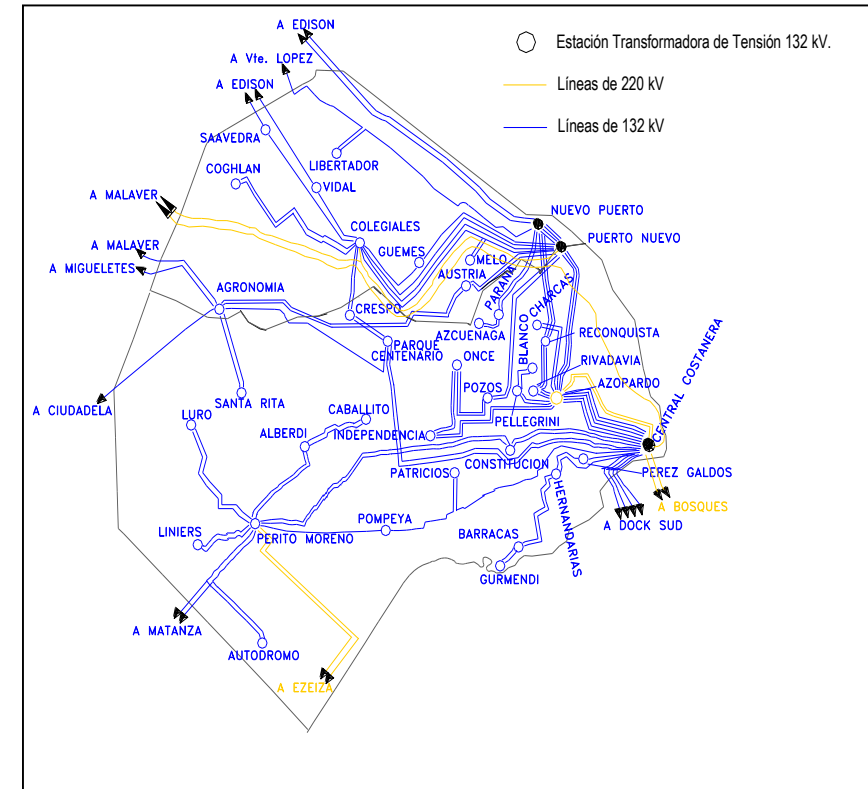 A EDISON
Estación Transformadora de Tensión 132 kV.
A Vte. LOPEZ
Líneas de 220 kV
A EDISON
Líneas de 132 kV
SAAVEDRA
LIBERTADOR
COGHLAN
VIDAL
A MALAVER
NUEVO PUERTO
COLEGIALES
PUERTO NUEVO
A MALAVER
GUEMES
MELO
A MIGUELETES
AUSTRIA
AGRONOMIA
PARANA
CHARCAS
CRESPO
AZCUENAGA
RECONQUISTA
PARQUE
CENTENARIO
ONCE
BLANCO
RIVADAVIA
AZOPARDO
POZOS
SANTA RITA
A CIUDADELA
LURO
CABALLITO
PELLEGRINI
ALBERDI
INDEPENDENCIA
CENTRAL COSTANERA
CONSTITUCION
PATRICIOS
PEREZ GALDOS
HERNANDARIAS
A BOSQUES
POMPEYA
A DOCK SUD
LINIERS
PERITO MORENO
BARRACAS
GURMENDI
A MATANZA
AUTODROMO
A EZEIZA